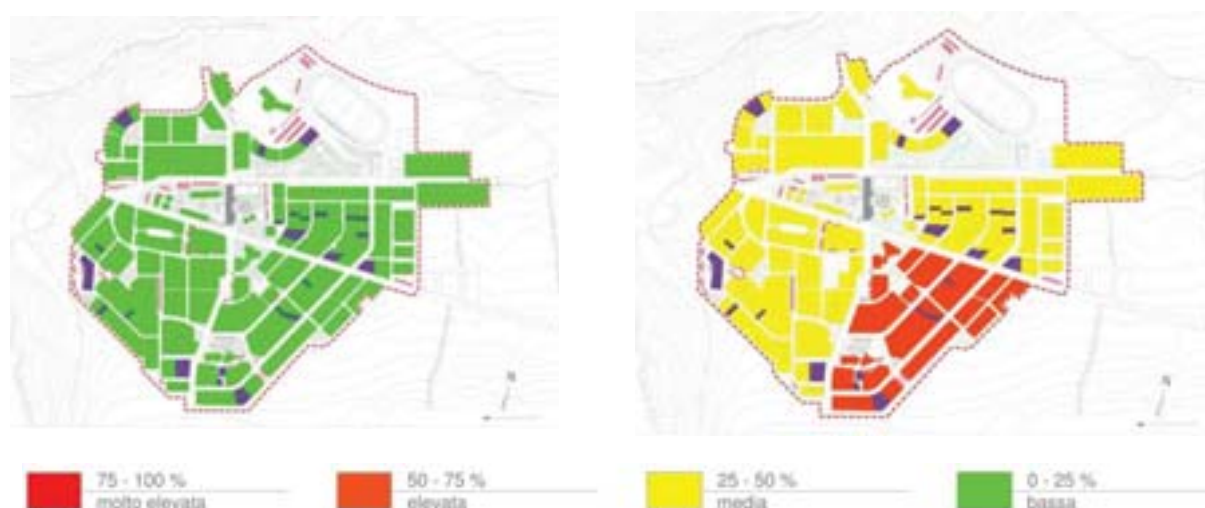 N
N
75 - 100 %
molto elevata
50 - 75 %
elevata
25 - 50 %
media
0 - 25 %
bassa